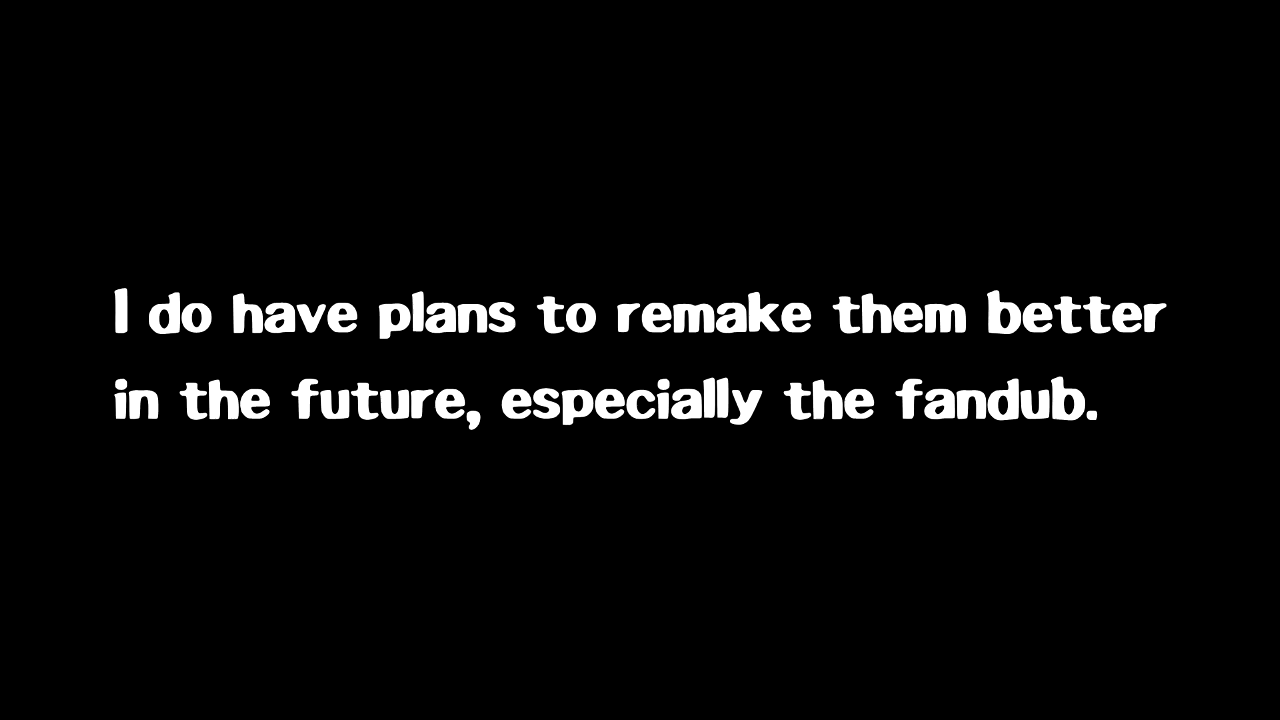 I do have plans to remake them better
in the future, especially the fandub.